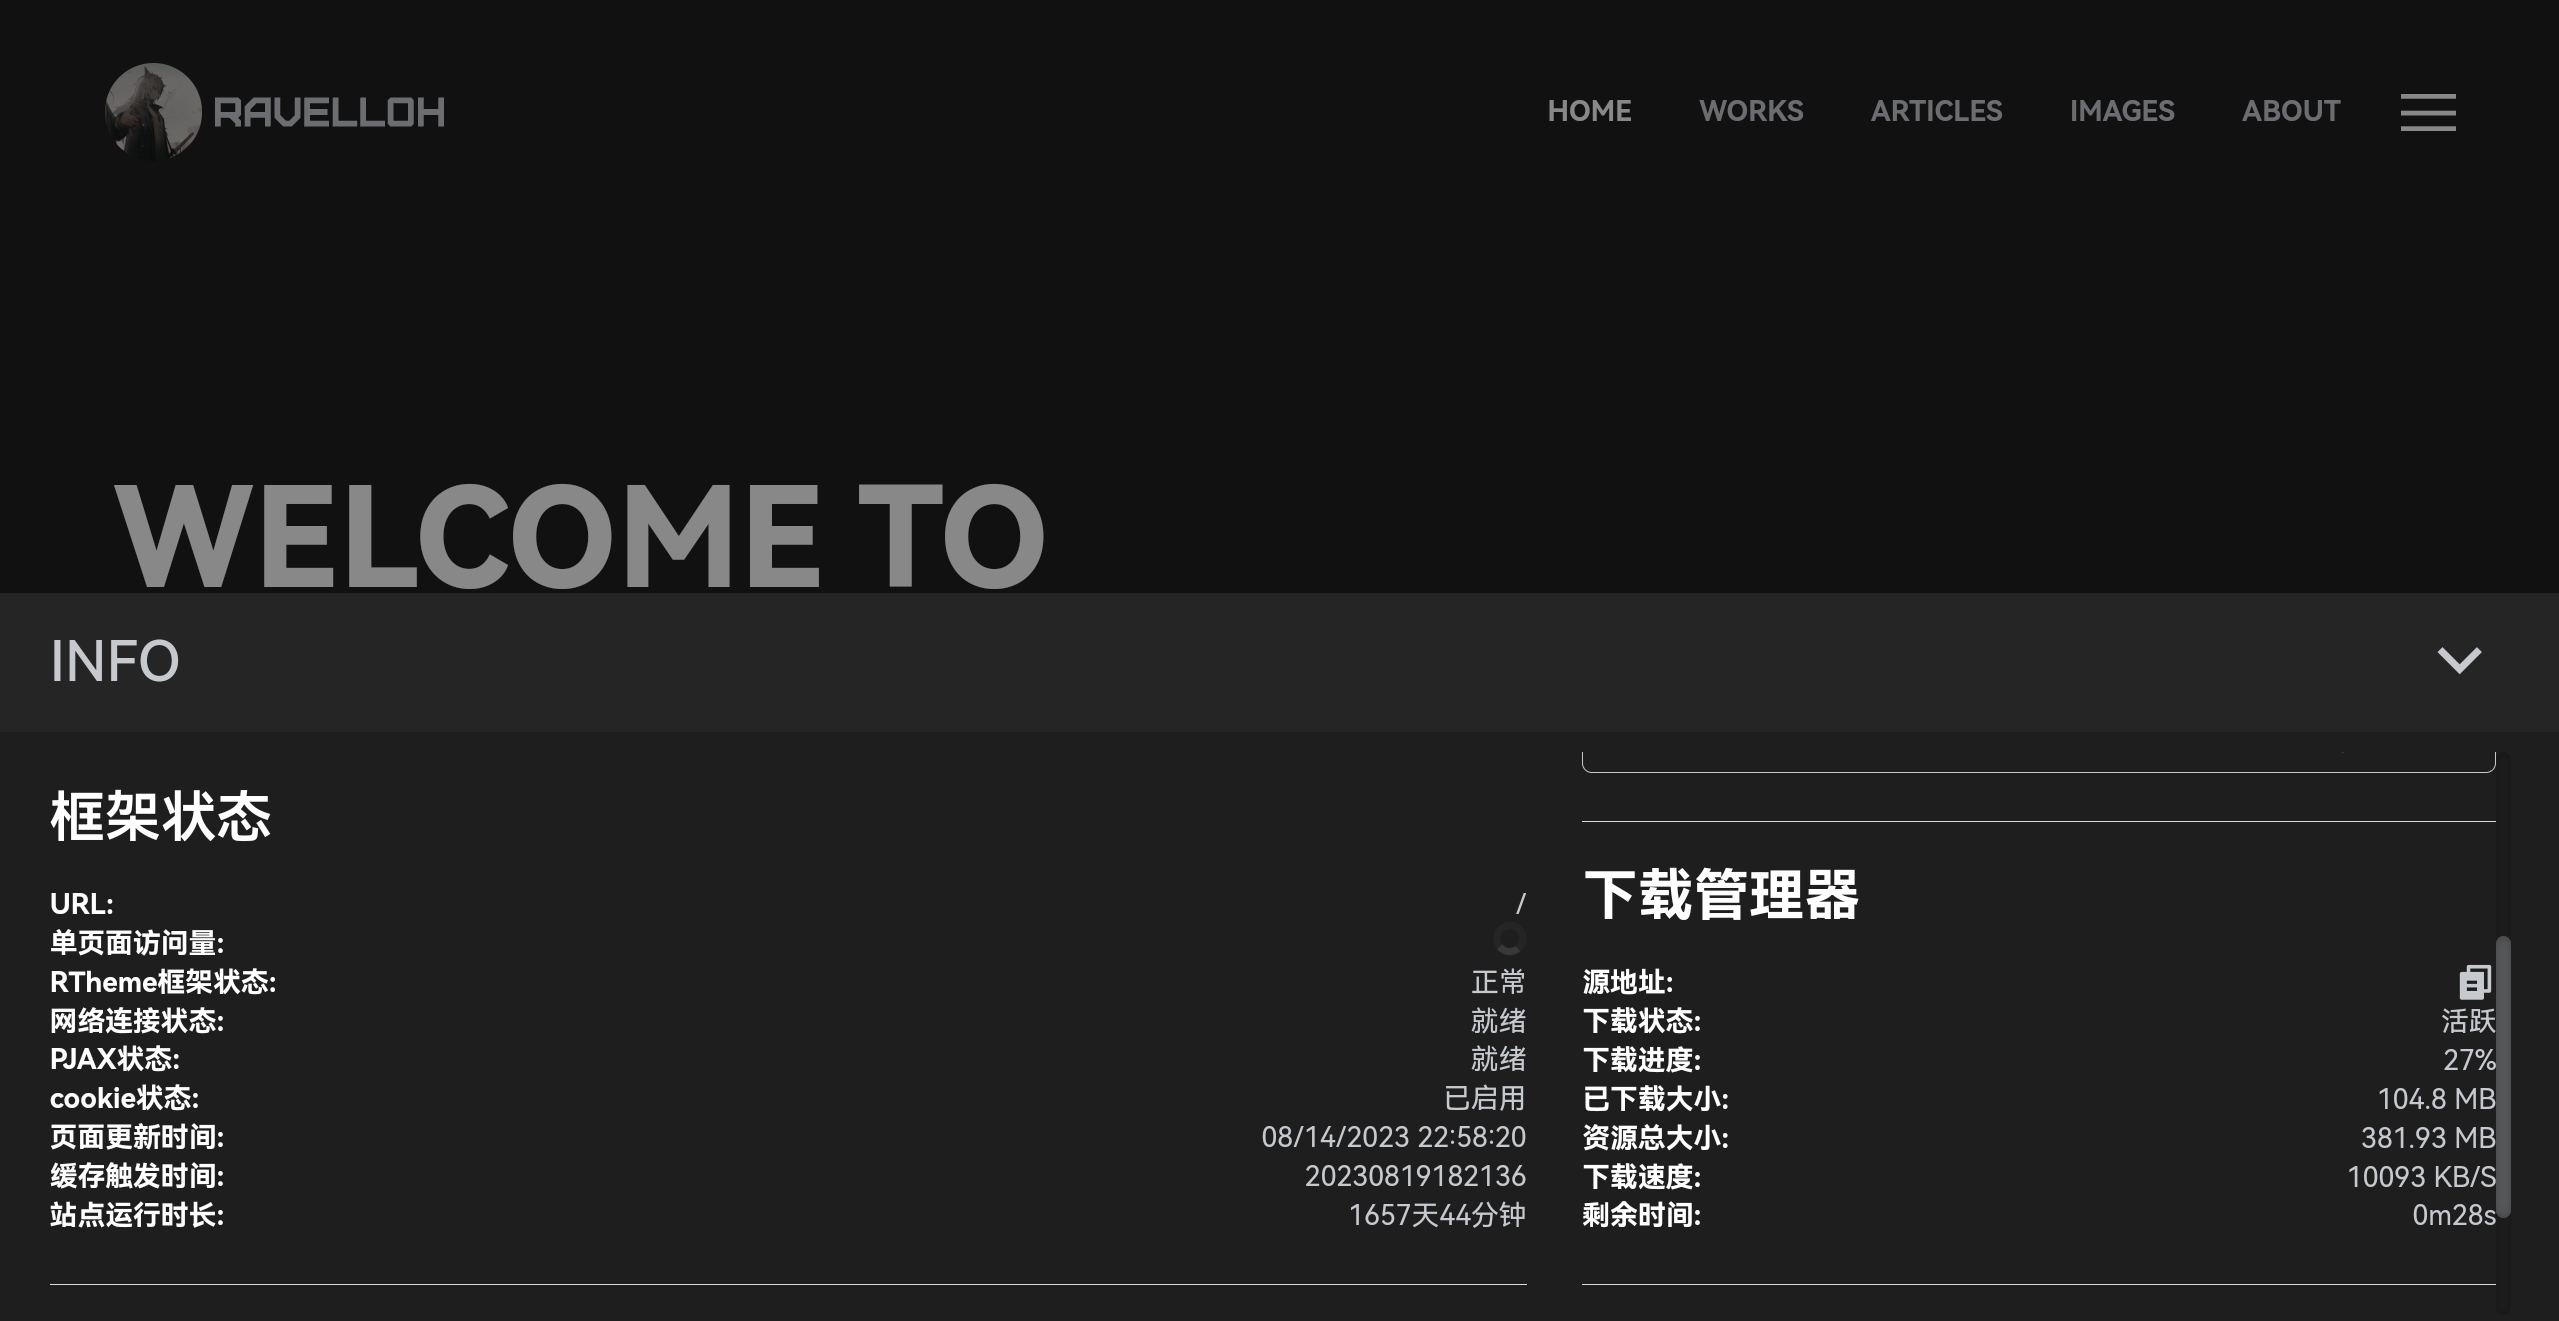 RAVELLOH
HOME WORKS ARTICLES IMAGES ABOUT
WELCOME TO
INFO
框架状态
URL: /
单页面访问量:
RTheme框架状态: 正常
网络连接状态: 就绪
PJAX状态: 就绪
cookie状态: 已启用
页面更新时间: 08/14/2023 22:58:20
缓存触发时间: 20230819182136
站点运行时长: 1657天44分钟
下载管理器
源地址:
下载状态: 活跃
下载进度: 27%
已下载大小: 104.8 MB
资源总大小: 381.93 MB
下载速度: 10093 KB/S
剩余时间: 0m28s